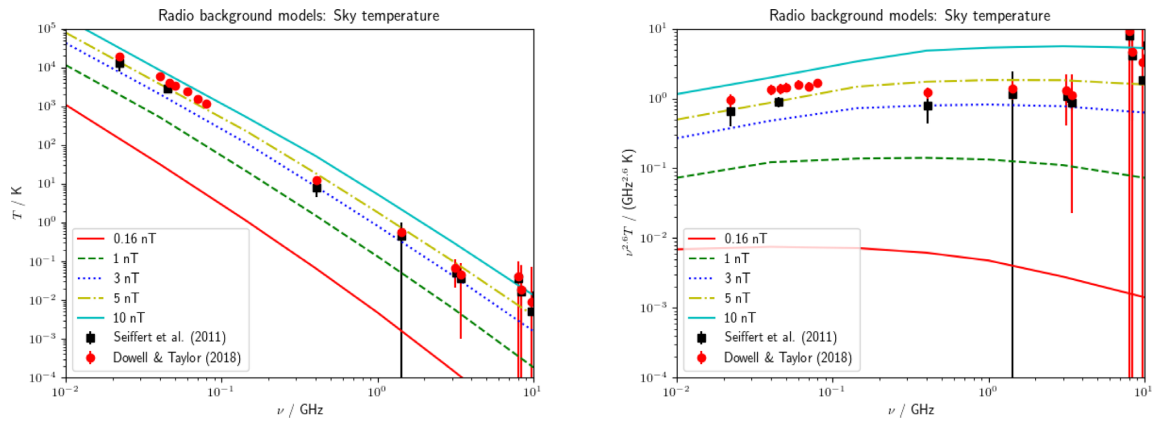 Radio background models: Sky temperature
10^5
10^4
10^3
10^2
10^1
10^0
10^−1
10^−2
10^−3
10^−4
T / K
0.16 nT
1 nT
3 nT
5 nT
10 nT
Seiffert et al. (2011)
Dowell & Taylor (2018)
10^−2
10^−1
10^0
10^1
ν / GHz
Radio background models: Sky temperature
10^1
10^0
10^−1
10^−2
10^−3
10^−4
ν^2.6 T / (GHz^2.6 K)
0.16 nT
1 nT
3 nT
5 nT
10 nT
Seiffert et al. (2011)
Dowell & Taylor (2018)
10^−2
10^−1
10^0
10^1
ν / GHz